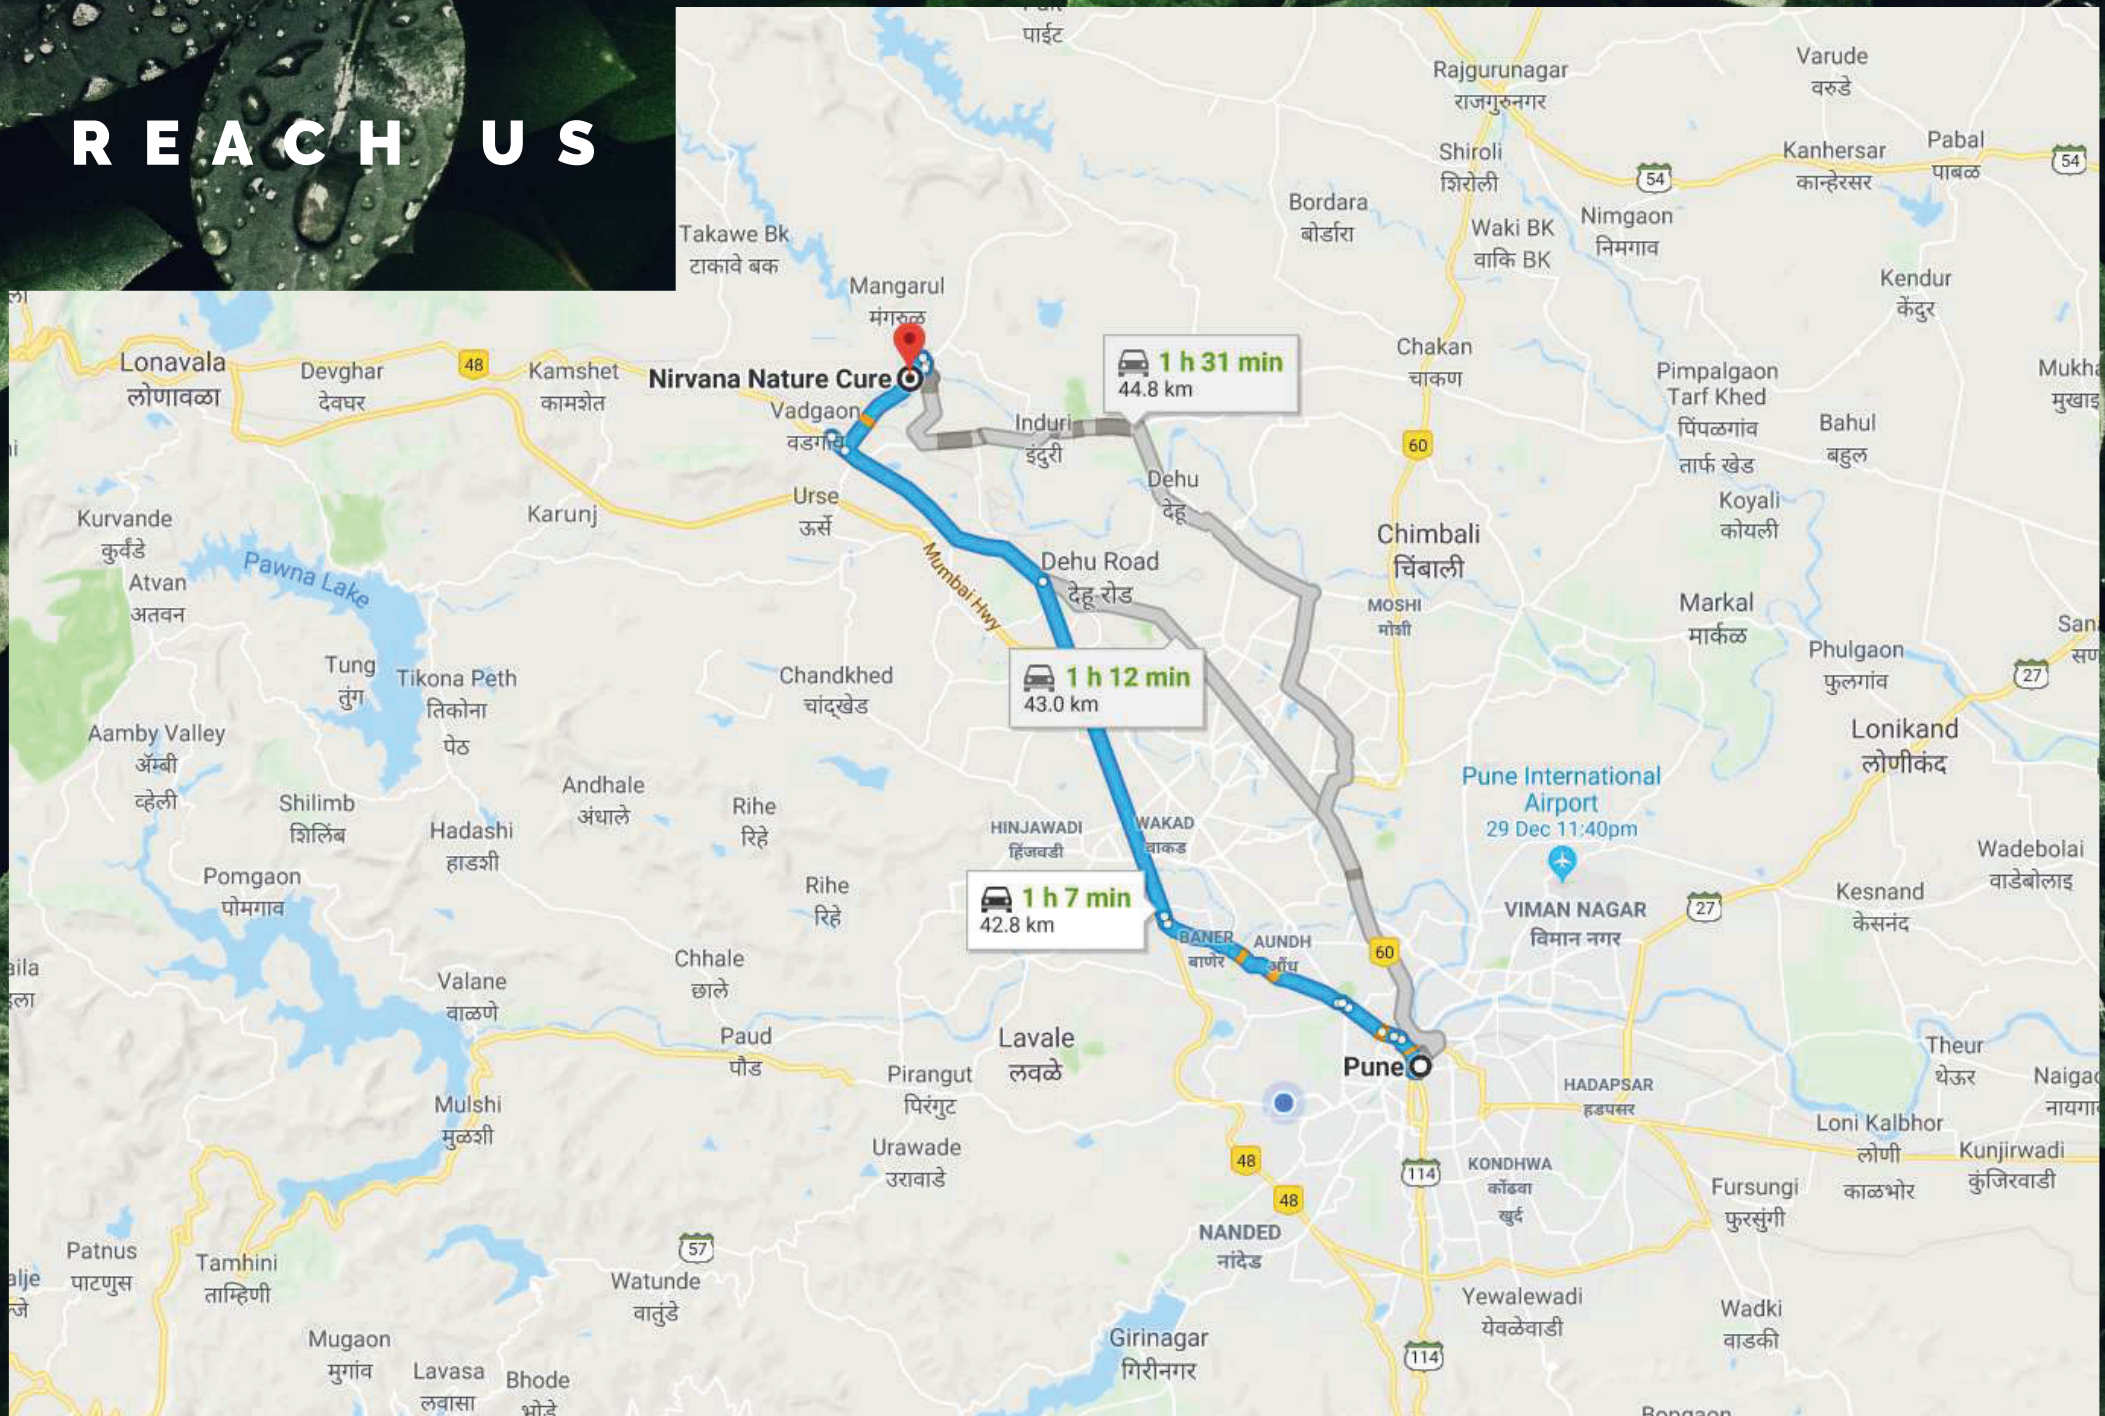 REACH US
पाईट
Rajgurunagar
राजगुरुनगर
Varude
वरुडे
Shiroli
शिरोली
54
Kanhersar
कान्हेरसर
Pabal
पाबळ
54
Bordara
बोर्डारा
Waki BK
वाकि BK
Nimgaon
निमगाव
Takawe Bk
टाकावे बक
Mangarul
मंगरुळ
Kendur
केंदुर
Lonavala
लोणावळा
Devghar
देवघर
48
Kamshet
कामशेत
Nirvana Nature Cure
1 h 31 min
44.8 km
Chakan
चाकण
Pimpalgaon
Tarf Khed
पिंपळगांव
तार्फ खेड
Vadgaon
वडगाव
Induri
इंदुरी
60
Bahul
बहुल
Dehu
देहू
Urse
ऊर्से
Karunj
Koyali
कोयली
Kurvande
कुर्वंडे
Chimbali
चिंबाली
Pawna Lake
Mumbai Hwy
Dehu Road
देहू रोड
Atvan
अतवन
MOSHI
मोशी
Markal
मार्कळ
Phulgaon
फुलगांव
27
Tung
तुंग
Tikona Peth
तिकोना
पेठ
Chandkhed
चांद्खेड
1 h 12 min
43.0 km
Lonikand
लोणीकंद
Aamby Valley
ॲम्बी
व्हेली
Pune International
Airport
29 Dec 11:40pm
Andhale
अंधाले
Shilimb
शिलिंब
Hadashi
हाडशी
Rihe
रिहे
HINJAWADI
हिंजवडी
WAKAD
वाकड
Wadebolai
वाडेबोलाइ
Pomgaon
पोमगाव
Rihe
रिहे
1 h 7 min
42.8 km
VIMAN NAGAR
विमान नगर
27
Kesnand
केसनंद
BANER
बाणेर
AUNDH
औंध
60
Chhale
छाले
Valane
वाळणे
Paud
पौड
Lavale
लवळे
Pirangut
पिरंगुट
Pune
HADAPSAR
हडपसर
Theur
थेऊर
Mulshi
मुळशी
Urawade
उरावाडे
Loni Kalbhor
लोणी
काळभोर
Kunjirwadi
कुंजिरवाडी
48
48
114
KONDHWA
कोंढवा
खुर्द
Fursungi
फुरसुंगी
NANDED
नांदेड
Patnus
पाटणुस
Tamhini
ताम्हिणी
57
Watunde
वातुंडे
Yewalewadi
येवळेवाडी
Wadki
वाडकी
Mugaon
मुगांव
Girinagar
गिरीनगर
114
Lavasa
लवासा
Bhode
भोडे